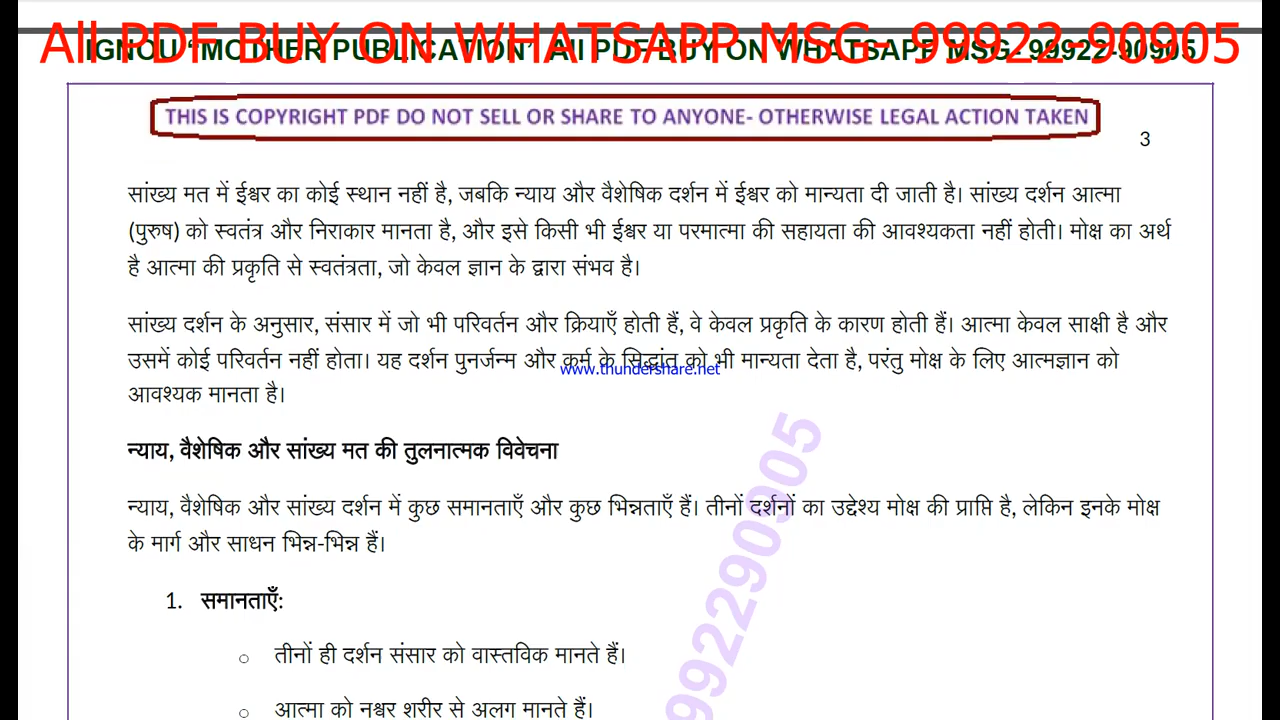 All PDF BUY ON WHATSAPP MSG- 99922-90905
IGNOU "MOTHER PUBLICATION" All PDF BUY ON WHATSAPP MSG- 99922-90905
THIS IS COPYRIGHT PDF DO NOT SELL OR SHARE TO ANYONE- OTHERWISE LEGAL ACTION TAKEN
3
सांख्य मत में ईश्वर का कोई स्थान नहीं है, जबकि न्याय और वैशेषिक दर्शन में ईश्वर को मान्यता दी जाती है। सांख्य दर्शन आत्मा
(पुरुष) को स्वतंत्र और निराकार मानता है, और इसे किसी भी ईश्वर या परमात्मा की सहायता की आवश्यकता नहीं होती। मोक्ष का अर्थ
है आत्मा की प्रकृति से स्वतंत्रता, जो केवल ज्ञान के द्वारा संभव है।
सांख्य दर्शन के अनुसार, संसार में जो भी परिवर्तन और क्रियाएँ होती हैं, वे केवल प्रकृति के कारण होती हैं। आत्मा केवल साक्षी है और
उसमें कोई परिवर्तन नहीं होता। यह दर्शन पुनर्जन्म और कर्म के सिद्धांत को भी मान्यता देता है, परंतु मोक्ष के लिए आत्मज्ञान को
www.thundershare.net
आवश्यक मानता है।
न्याय, वैशेषिक और सांख्य मत की तुलनात्मक विवेचना
न्याय, वैशेषिक और सांख्य दर्शन में कुछ समानताएँ और कुछ भिन्नताएँ हैं। तीनों दर्शनों का उद्देश्य मोक्ष की प्राप्ति है, लेकिन इनके मोक्ष
के मार्ग और साधन भिन्न-भिन्न हैं।
1. समानताएँ:
○ तीनों ही दर्शन संसार को वास्तविक मानते हैं।
○ आत्मा को नश्वर शरीर से अलग मानते हैं।
9992290905